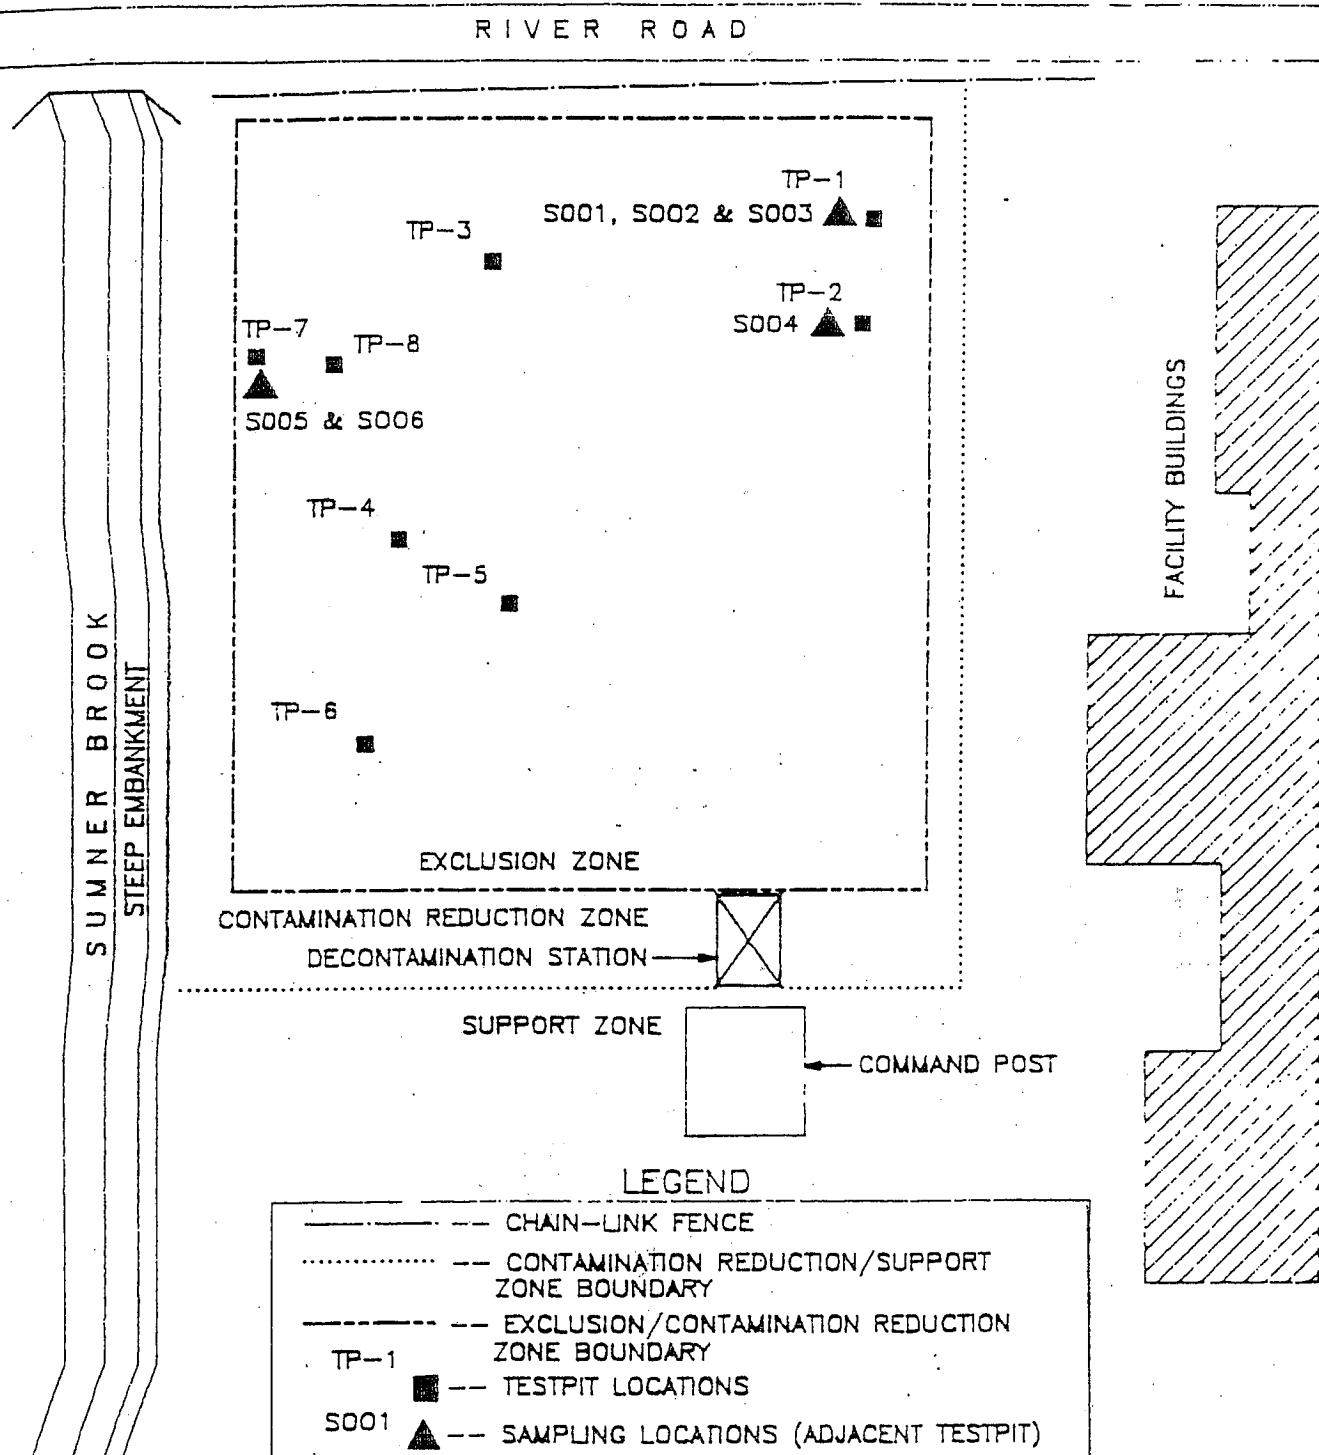 RIVER ROAD
TP-1
S001, S002 & S003
TP-3
TP-2
S004
TP-7
TP-8
S005 & S006
TP-4
TP-5
TP-6
FACILITY BUILDINGS
SUMNER BROOK
STEEP EMBANKMENT
EXCLUSION ZONE
CONTAMINATION REDUCTION ZONE
DECONTAMINATION STATION
SUPPORT ZONE
COMMAND POST
LEGEND
-- CHAIN-LINK FENCE
-- CONTAMINATION REDUCTION/SUPPORT
ZONE BOUNDARY
-- EXCLUSION/CONTAMINATION REDUCTION
ZONE BOUNDARY
TP-1
-- TESTPIT LOCATIONS
S001
-- SAMPLING LOCATIONS (ADJACENT TESTPIT)